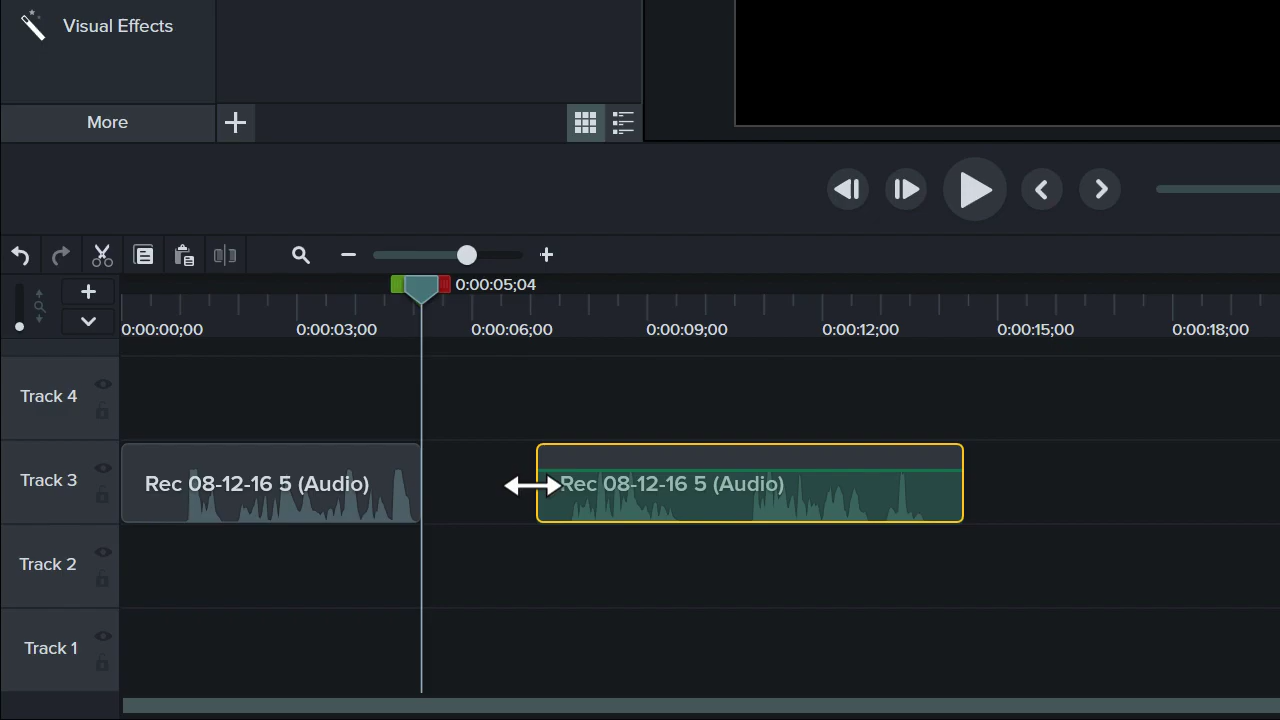 Visual Effects
More
0:00:05;04
0:00:00;00 0:00:03;00 0:00:06;00 0:00:09;00 0:00:12;00 0:00:15;00 0:00:18;00
Track 4
Track 3
Rec 08-12-16 5 (Audio)
Rec 08-12-16 5 (Audio)
Track 2
Track 1